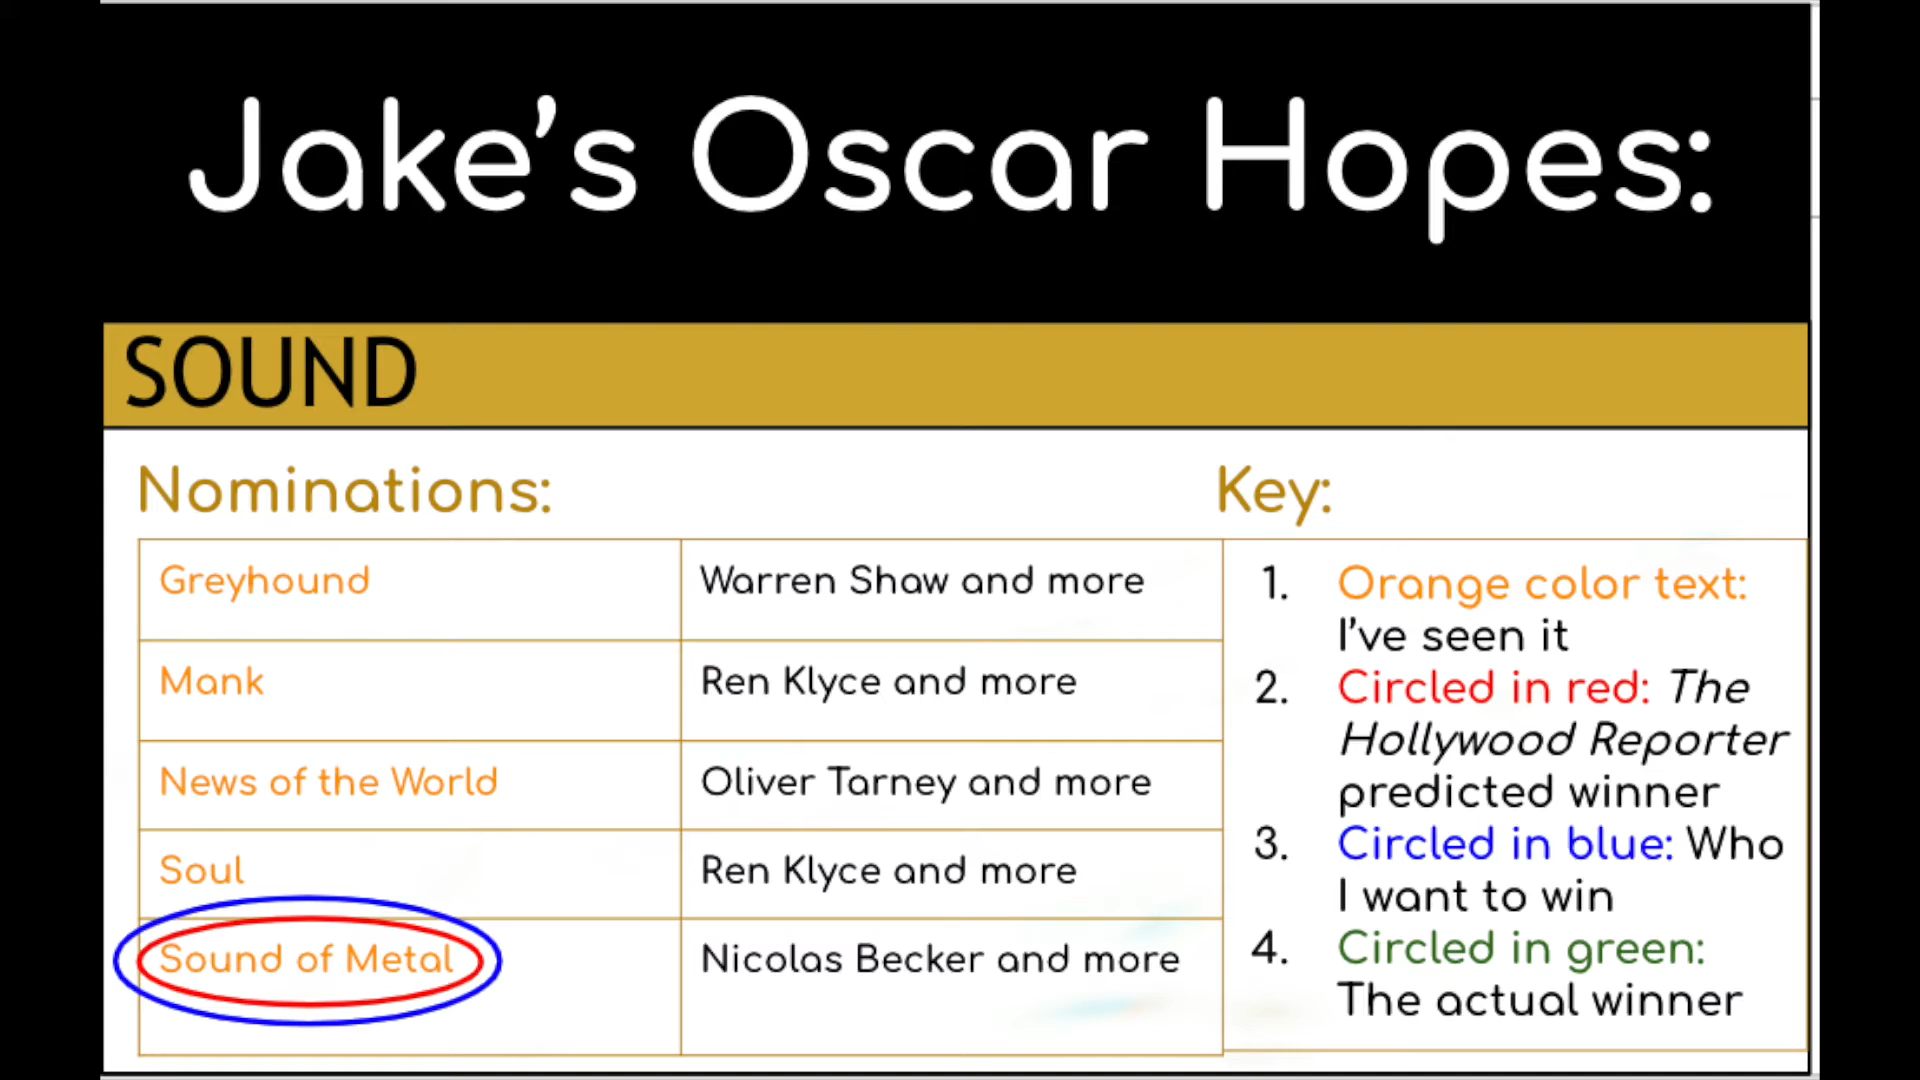 Jake's Oscar Hopes:
SOUND
Nominations:
Greyhound
Warren Shaw and more
Mank
Ren Klyce and more
News of the World
Oliver Tarney and more
Soul
Ren Klyce and more
Sound of Metal
Nicolas Becker and more
Key:
1. Orange color text:
I've seen it
2. Circled in red: The
Hollywood Reporter
predicted winner
3. Circled in blue: Who
I want to win
4. Circled in green:
The actual winner